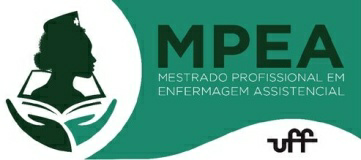 MPEA
MESTRADO PROFISSIONAL EM
ENFERMAGEM ASSISTENCIAL
uff